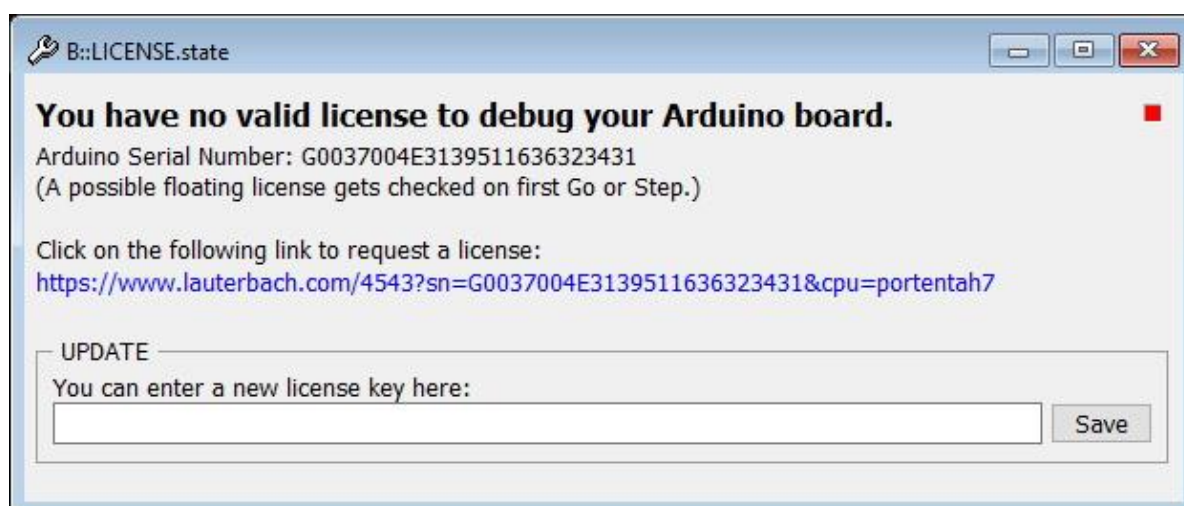 B::LICENSE.state
You have no valid license to debug your Arduino board.
Arduino Serial Number: G0037004E3139511636323431
(A possible floating license gets checked on first Go or Step.)
Click on the following link to request a license:
https://www.lauterbach.com/4543?sn=G0037004E3139511636323431&cpu=portentah7
UPDATE
You can enter a new license key here:
Save